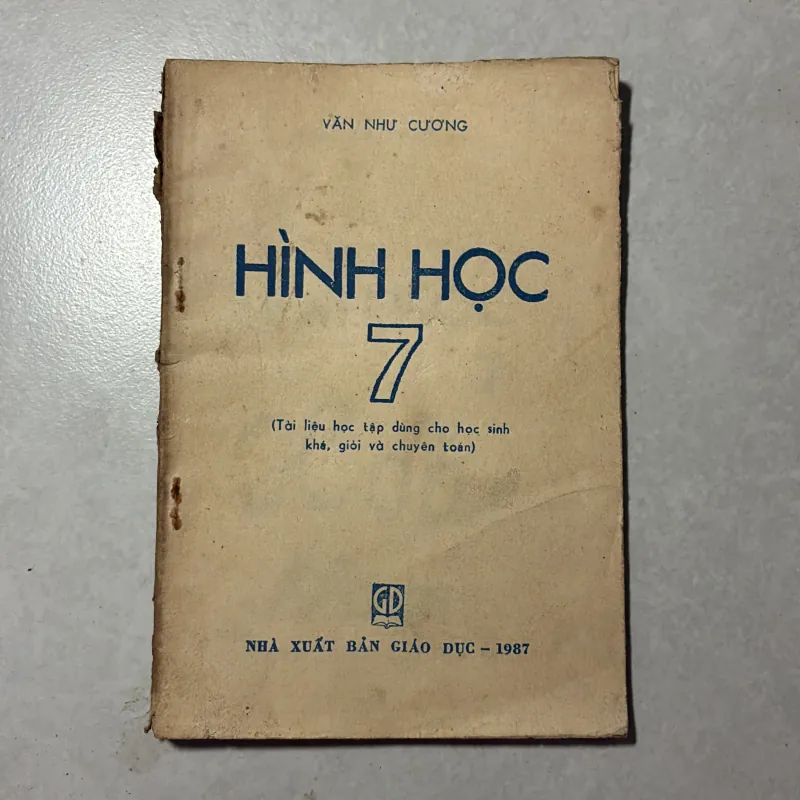 VĂN NHƯ CƯƠNG
HÌNH HỌC
7
(Tài liệu học tập dùng cho học sinh
khá, giỏi và chuyên toán)
GD
NHÀ XUẤT BẢN GIÁO DỤC – 1987